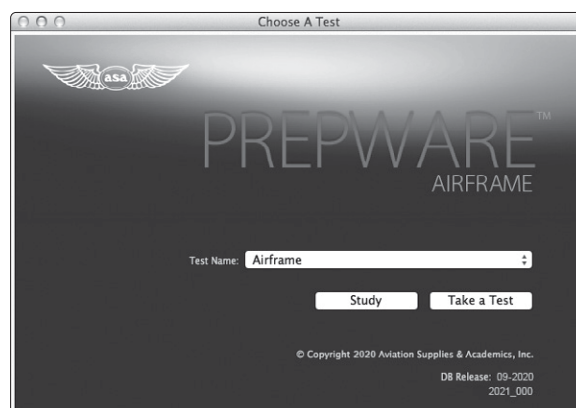 Choose A Test
asa
PREPWARE™
AIRFRAME
Test Name: Airframe
Study Take a Test
© Copyright 2020 Aviation Supplies & Academics, Inc.
DB Release: 09-2020
2021_000